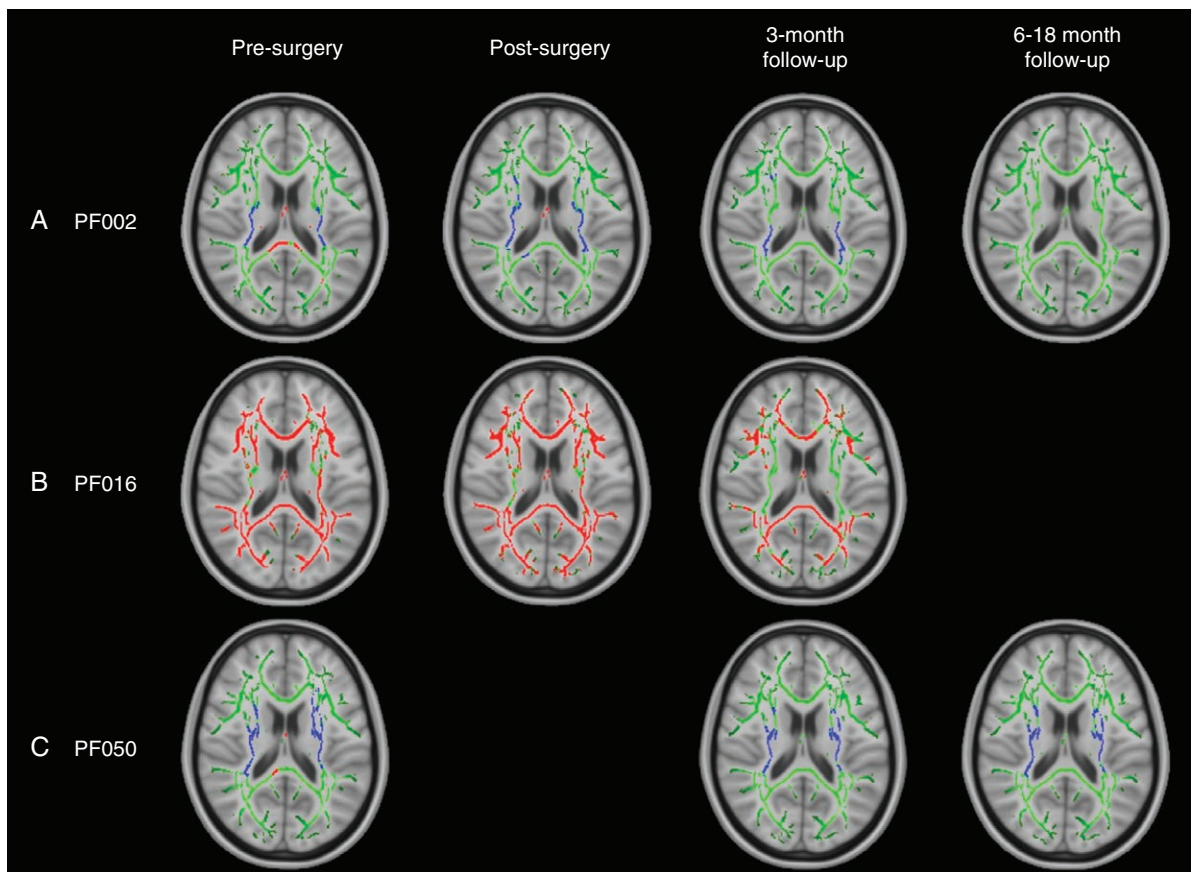 Pre-surgery
Post-surgery
3-month
follow-up
6-18 month
follow-up
A PF002
B PF016
C PF050